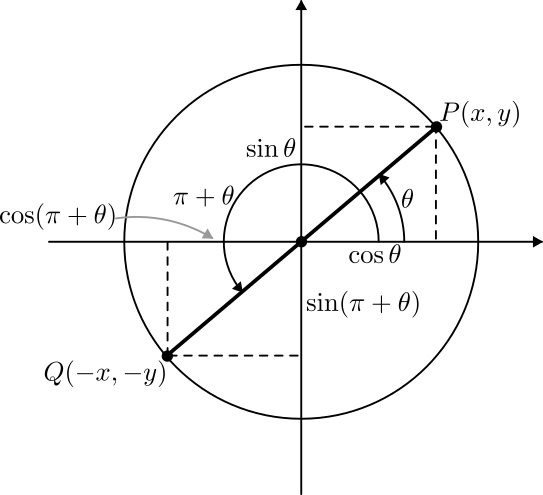 P(x, y)
sin θ
π + θ
θ
cos(π + θ)
cos θ
sin(π + θ)
Q(−x, −y)